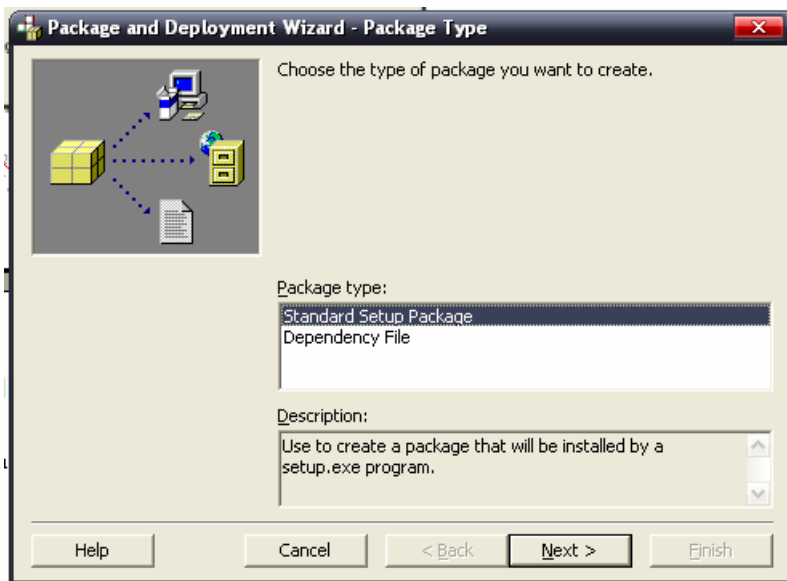 Package and Deployment Wizard - Package Type
Choose the type of package you want to create.
Package type:
Standard Setup Package
Dependency File
Description:
Use to create a package that will be installed by a
setup.exe program.
Help
Cancel
< Back
Next >
Finish